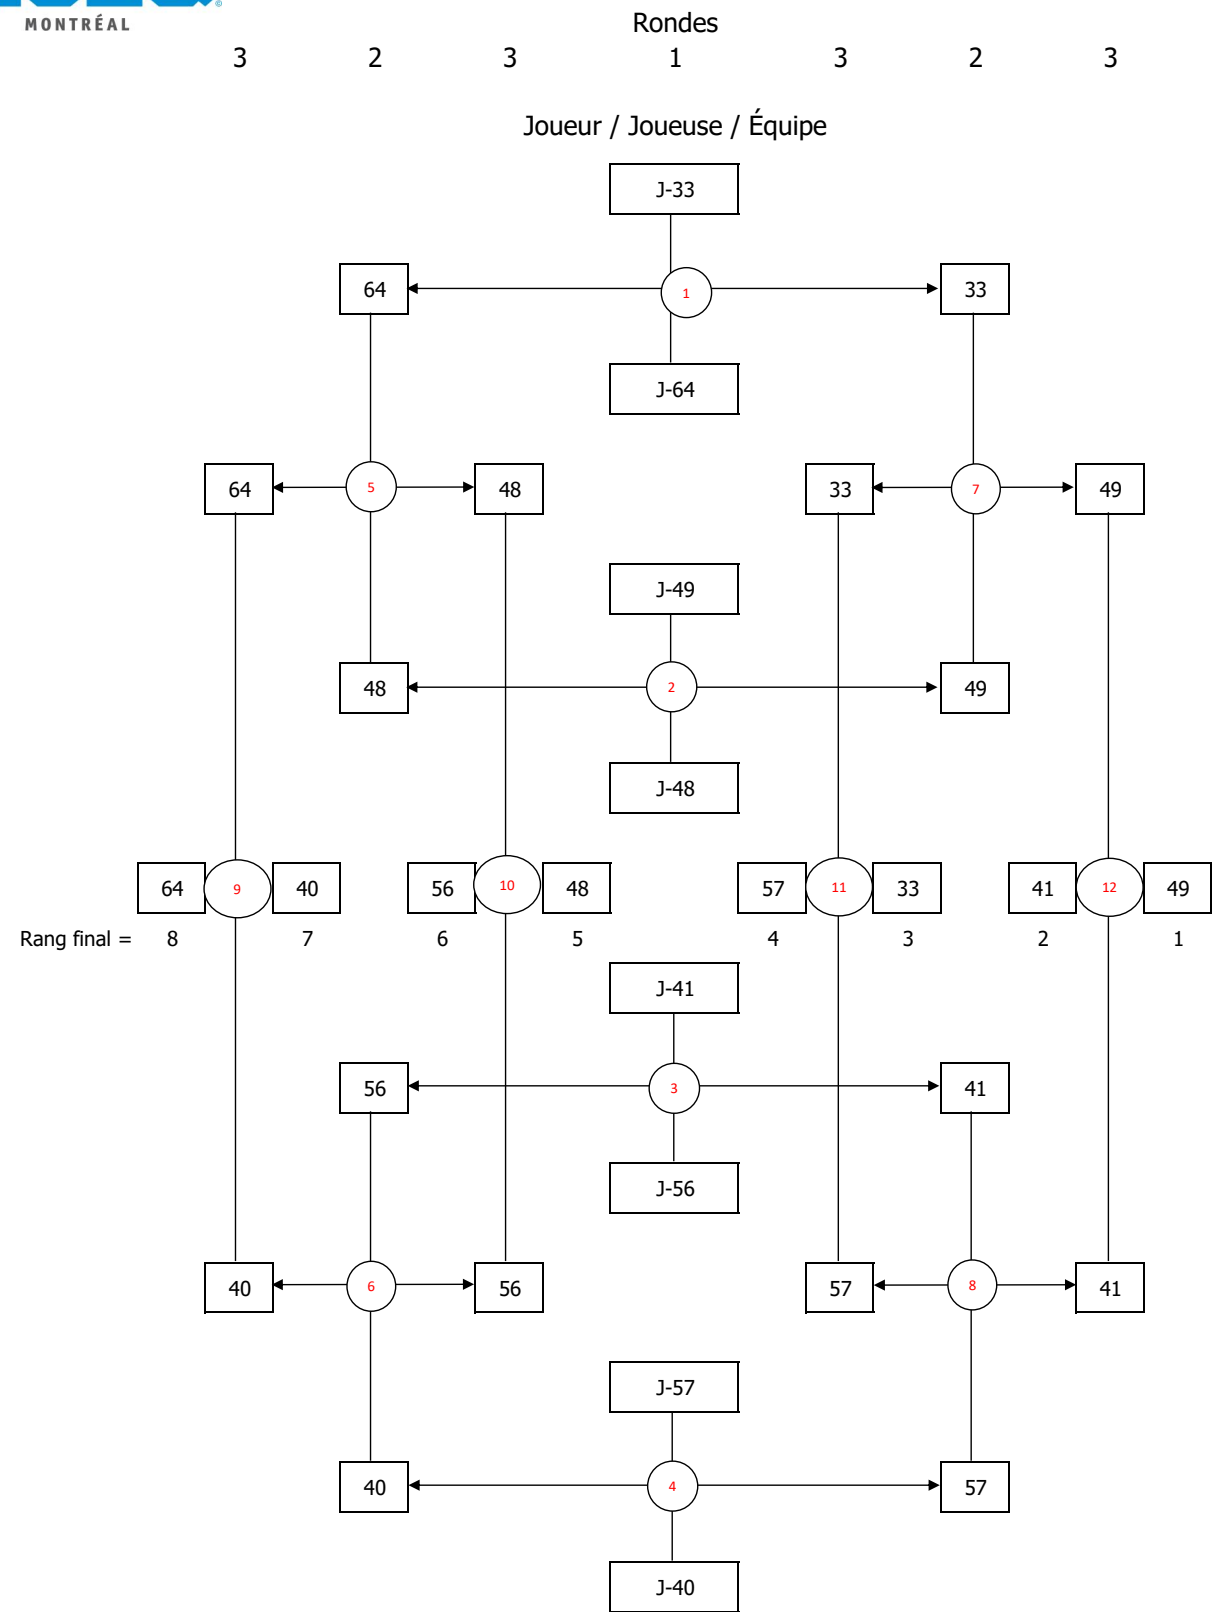 MONTRÉAL
Rondes
3 2 3 1 3 2 3
Joueur / Joueuse / Équipe
J-33
64 1 33
J-64
64 5 48 33 7 49
J-49
48 2 49
J-48
64 9 40 56 10 48 57 11 33 41 12 49
Rang final = 8 7 6 5 4 3 2 1
J-41
56 3 41
J-56
40 6 56 57 8 41
J-57
40 4 57
J-40